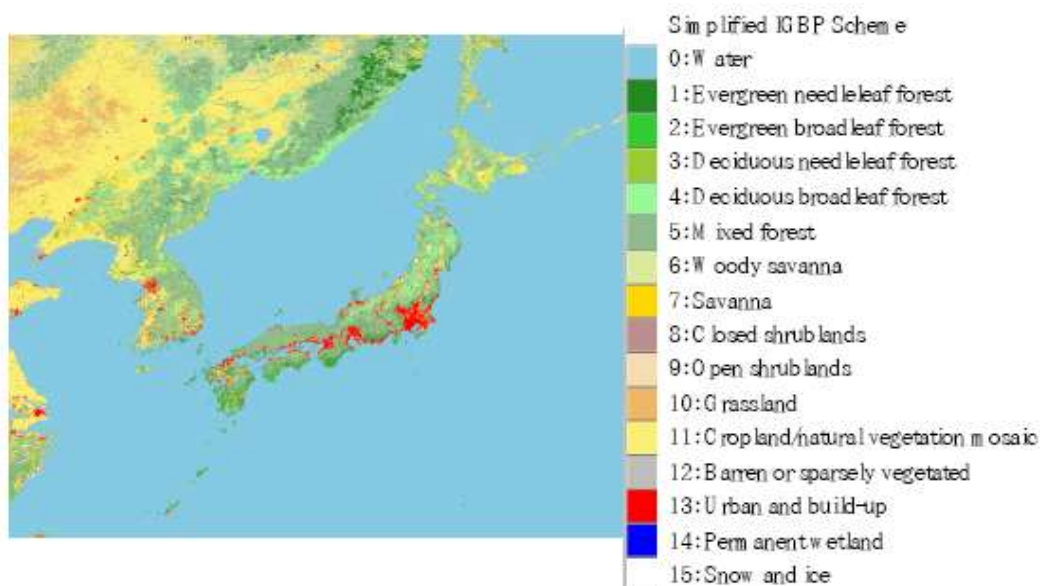 Simplified IGBP Scheme
0:Water
1:Evergreen needleleaf forest
2:Evergreen broadleaf forest
3:Deciduous needleleaf forest
4:Deciduous broadleaf forest
5:Mixed forest
6:Woody savanna
7:Savanna
8:Closed shrublands
9:Open shrublands
10:Grassland
11:Cropland/natural vegetation mosaic
12:Barren or sparsely vegetated
13:Urban and build-up
14:Permanent wetland
15:Snow and ice